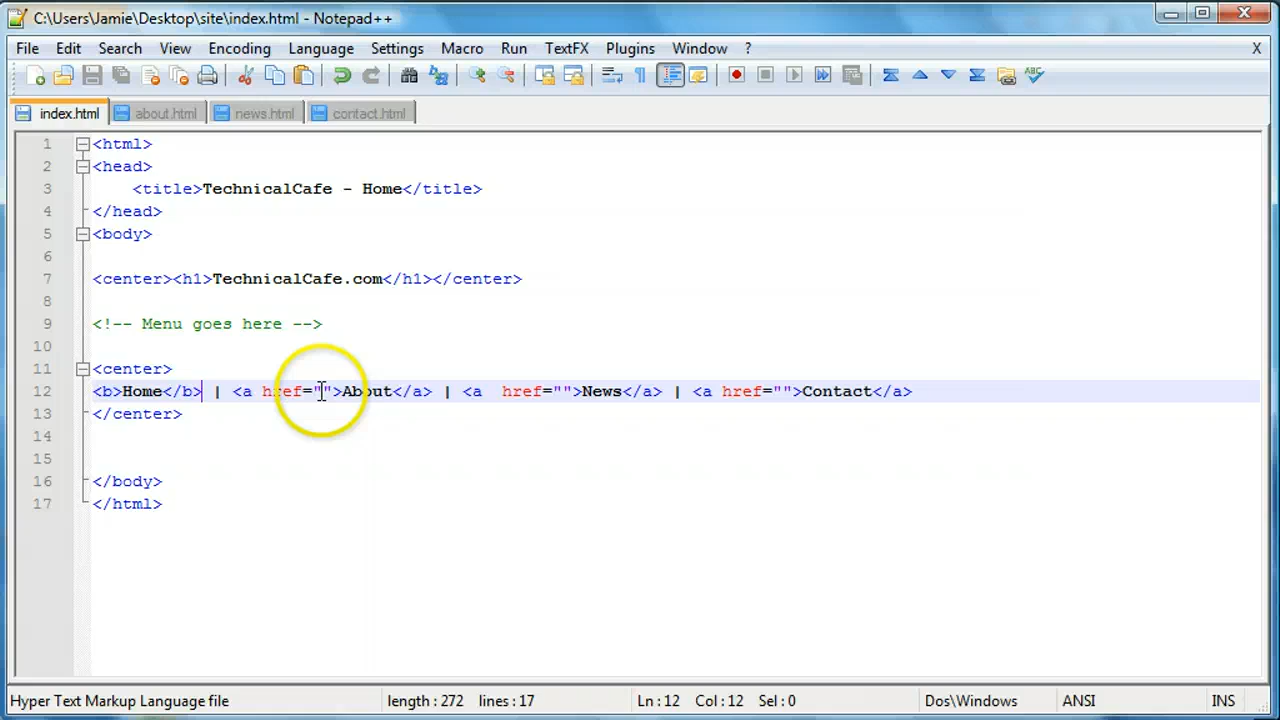 C:\Users\Jamie\Desktop\site\index.html - Notepad++
File Edit Search View Encoding Language Settings Macro Run TextFX Plugins Window ? X
index.html about.html news.html contact.html
1 <html>
2 <head>
3 <title>TechnicalCafe - Home</title>
4 </head>
5 <body>
6
7 <center><h1>TechnicalCafe.com</h1></center>
8
9 <!-- Menu goes here -->
10
11 <center>
12 <b>Home</b> | <a href="">About</a> | <a  href="">News</a> | <a href="">Contact</a>
13 </center>
14
15
16 </body>
17 </html>
Hyper Text Markup Language file length : 272 lines : 17 Ln : 12 Col : 12 Sel : 0 Dos\Windows ANSI INS